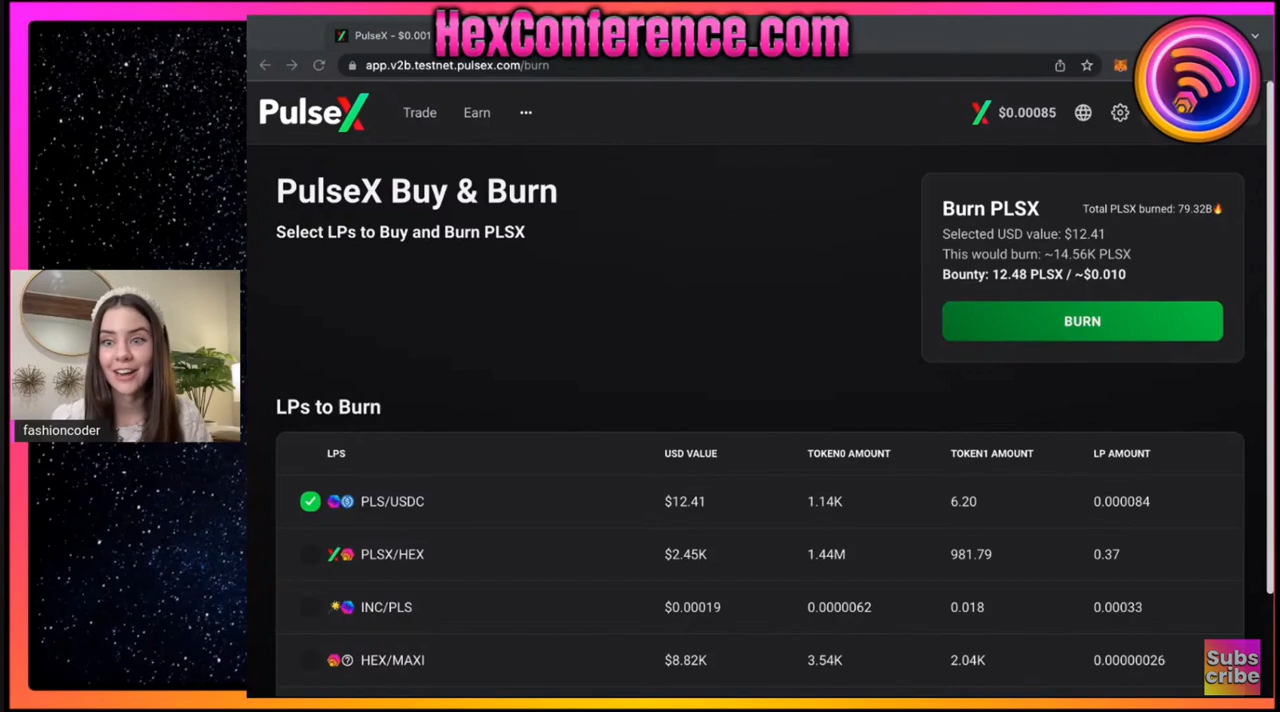 HexConference.com
PulseX - $0.001
app.v2b.testnet.pulsex.com/burn
PulseX
Trade
Earn
$0.00085
PulseX Buy & Burn
Select LPs to Buy and Burn PLSX
Burn PLSX
Total PLSX burned: 79.32B🔥
Selected USD value: $12.41
This would burn: ~14.56K PLSX
Bounty: 12.48 PLSX / ~$0.010
BURN
fashioncoder
LPs to Burn
LPS USD VALUE TOKEN0 AMOUNT TOKEN1 AMOUNT LP AMOUNT
PLS/USDC $12.41 1.14K 6.20 0.000084
PLSX/HEX $2.45K 1.44M 981.79 0.37
INC/PLS $0.00019 0.0000062 0.018 0.00033
HEX/MAXI $8.82K 3.54K 2.04K 0.00000026
Subs
cribe